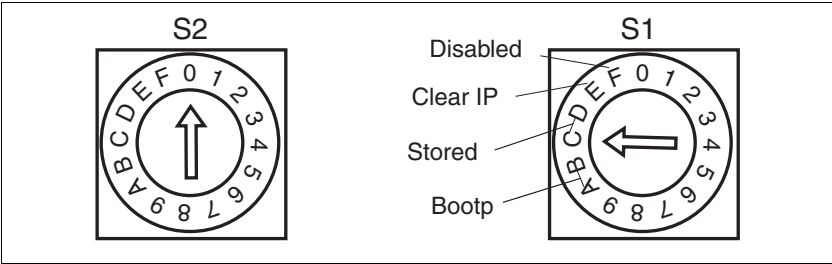 S2
0 1 2 3 4 5 6 7 8 9 A B C D E F
S1
0 1 2 3 4 5 6 7 8 9 A B C D E F
Disabled
Clear IP
Stored
Bootp